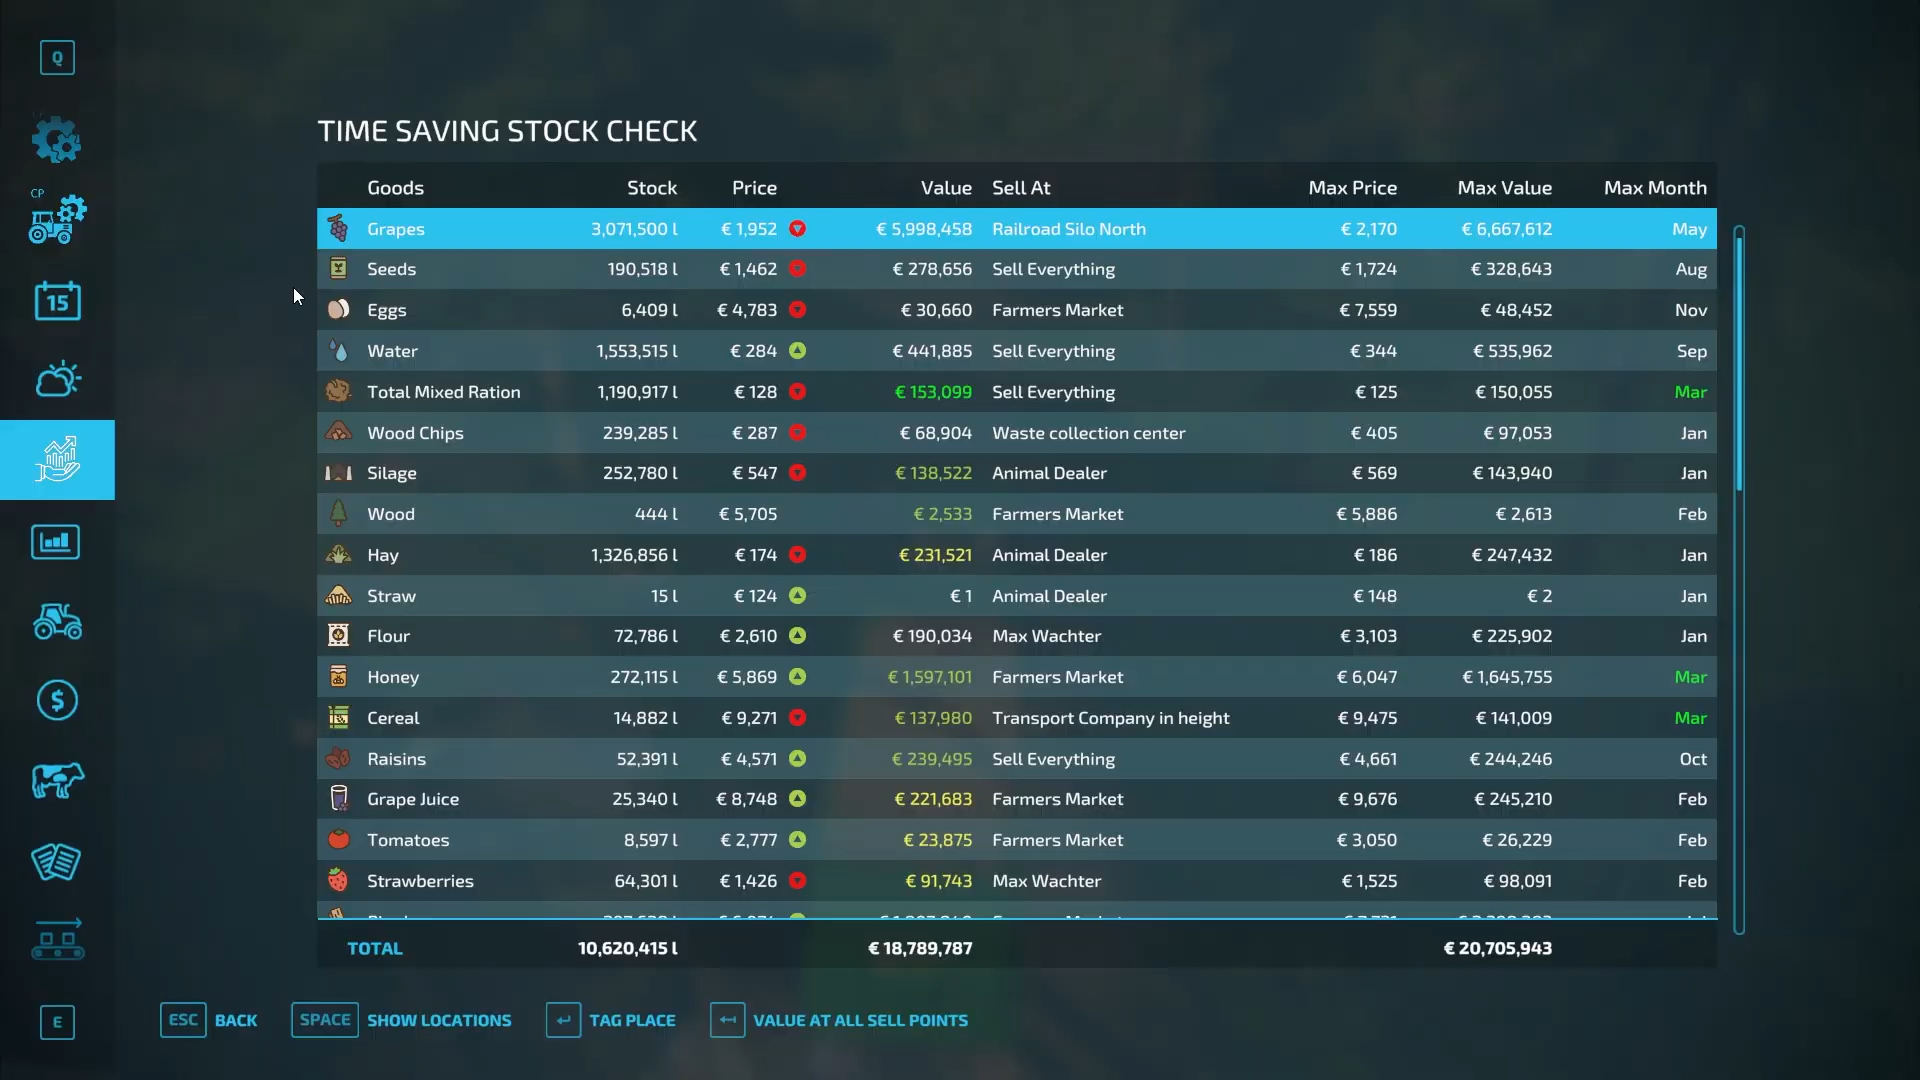 Q
TIME SAVING STOCK CHECK
Goods Stock Price Value Sell At Max Price Max Value Max Month
Grapes 3,071,500 l € 1,952 € 5,998,458 Railroad Silo North € 2,170 € 6,667,612 May
CP
Seeds 190,518 l € 1,462 € 278,656 Sell Everything € 1,724 € 328,643 Aug
15
Eggs 6,409 l € 4,783 € 30,660 Farmers Market € 7,559 € 48,452 Nov
Water 1,553,515 l € 284 € 441,885 Sell Everything € 344 € 535,962 Sep
Total Mixed Ration 1,190,917 l € 128 € 153,099 Sell Everything € 125 € 150,055 Mar
Wood Chips 239,285 l € 287 € 68,904 Waste collection center € 405 € 97,053 Jan
Silage 252,780 l € 547 € 138,522 Animal Dealer € 569 € 143,940 Jan
Wood 444 l € 5,705 € 2,533 Farmers Market € 5,886 € 2,613 Feb
Hay 1,326,856 l € 174 € 231,521 Animal Dealer € 186 € 247,432 Jan
Straw 15 l € 124 € 1 Animal Dealer € 148 € 2 Jan
Flour 72,786 l € 2,610 € 190,034 Max Wachter € 3,103 € 225,902 Jan
Honey 272,115 l € 5,869 € 1,597,101 Farmers Market € 6,047 € 1,645,755 Mar
Cereal 14,882 l € 9,271 € 137,980 Transport Company in height € 9,475 € 141,009 Mar
Raisins 52,391 l € 4,571 € 239,495 Sell Everything € 4,661 € 244,246 Oct
Grape Juice 25,340 l € 8,748 € 221,683 Farmers Market € 9,676 € 245,210 Feb
Tomatoes 8,597 l € 2,777 € 23,875 Farmers Market € 3,050 € 26,229 Feb
Strawberries 64,301 l € 1,426 € 91,743 Max Wachter € 1,525 € 98,091 Feb
TOTAL 10,620,415 l € 18,789,787 € 20,705,943
E
ESC BACK SPACE SHOW LOCATIONS TAG PLACE VALUE AT ALL SELL POINTS